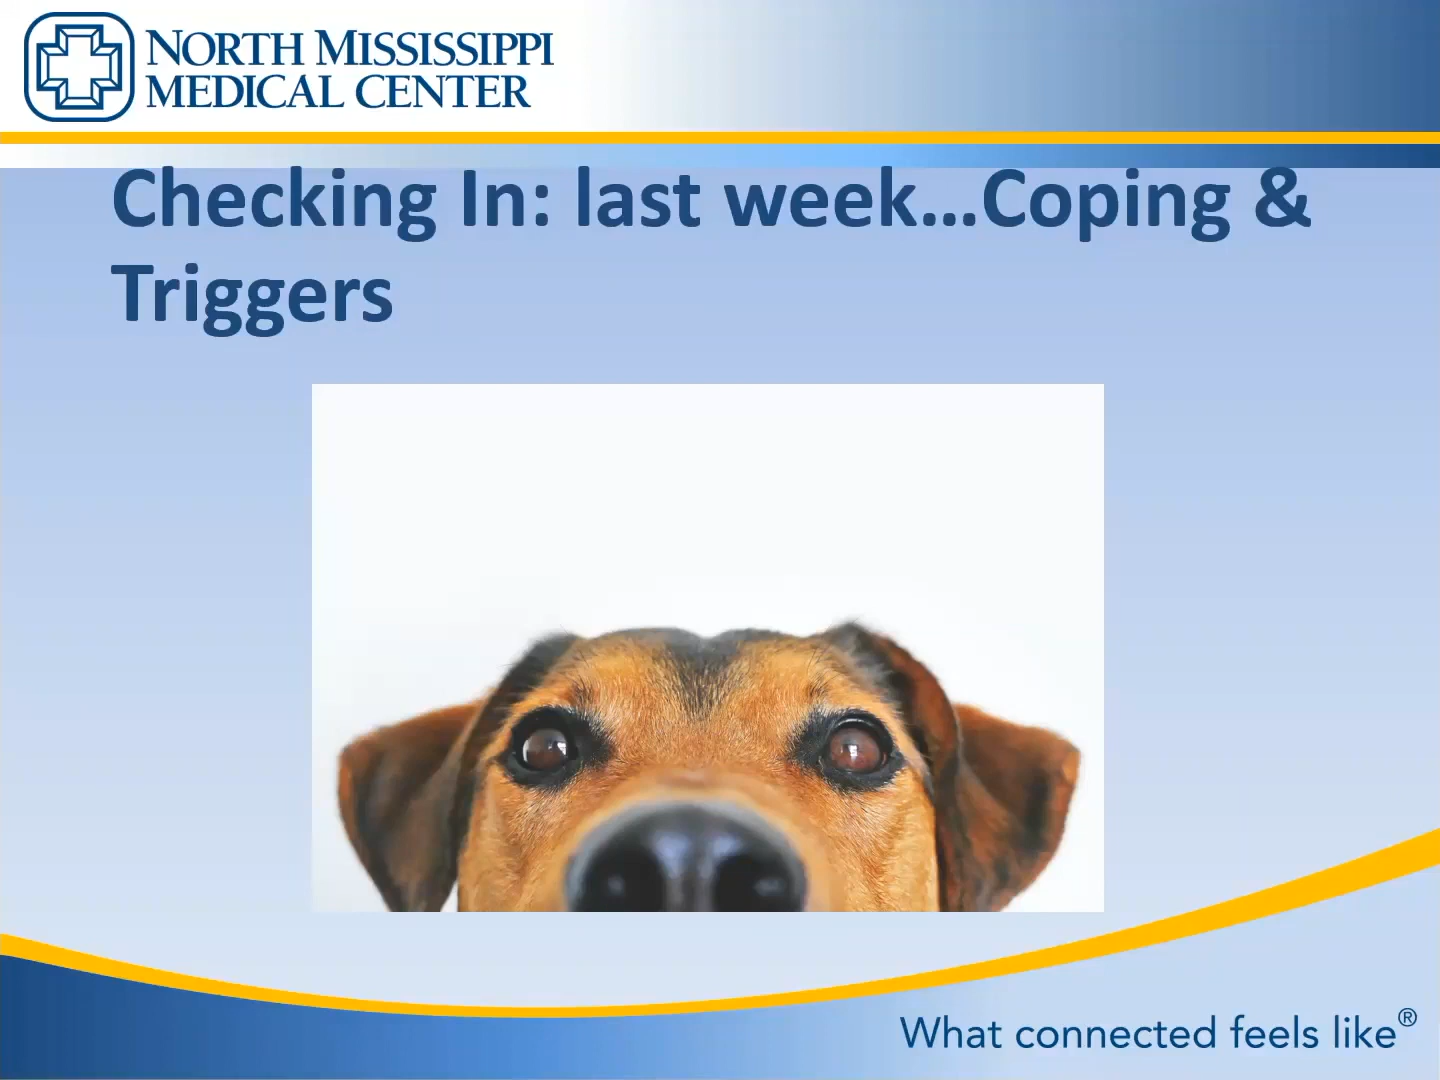 NORTH MISSISSIPPI
MEDICAL CENTER
Checking In: last week…Coping &
Triggers
What connected feels like®